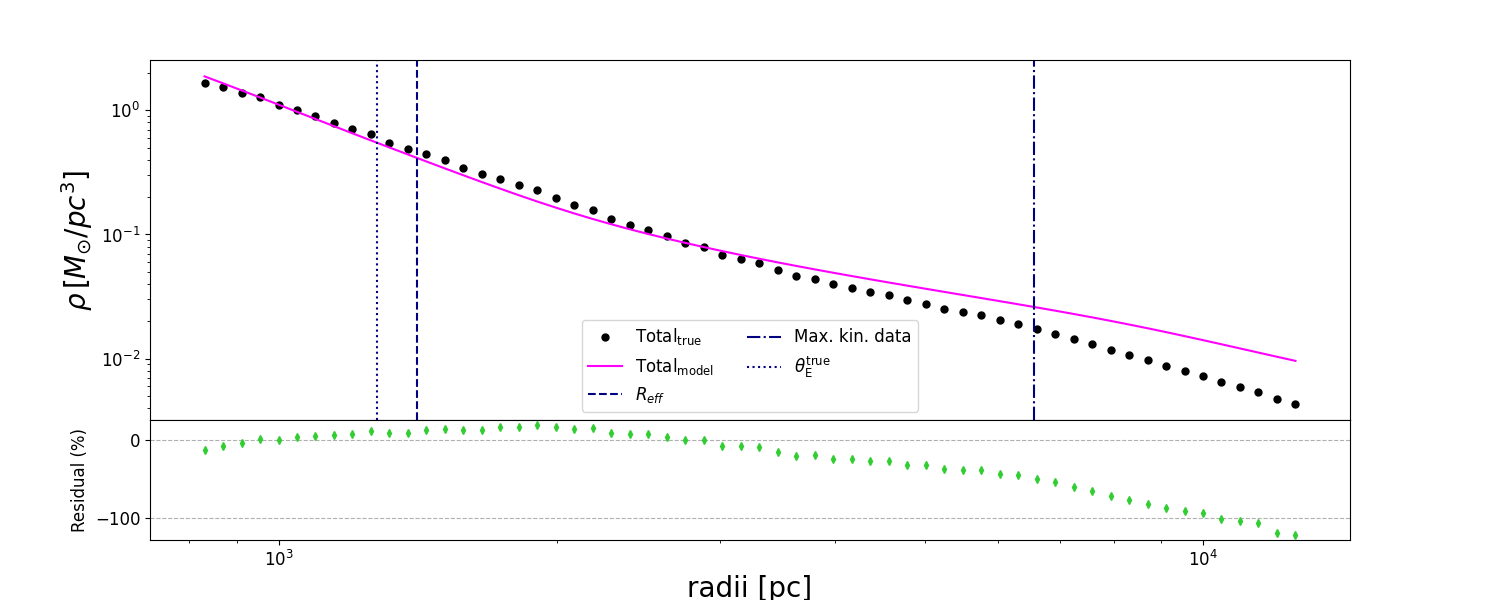 ρ [M⊙/pc³]
10⁰
10⁻¹
10⁻²
Total_true
Total_model
R_eff
Max. kin. data
θ_E^true
Residual (%)
0
−100
10³
10⁴
radii [pc]